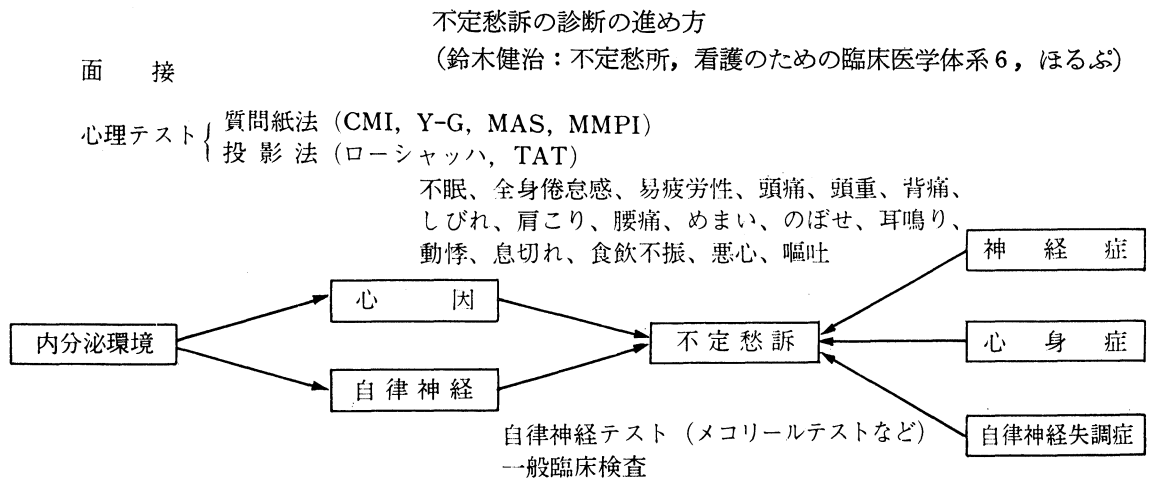 不定愁訴の診断の進め方
(鈴木健治：不定愁所，看護のための臨床医学体系6，ほるぷ)
面　接
心理テスト{質問紙法（CMI, Y-G, MAS, MMPI）
投影法（ローシャッハ, TAT）
不眠、全身倦怠感、易疲労性、頭痛、頭重、背痛、
しびれ、肩こり、腰痛、めまい、のぼせ、耳鳴り、
動悸、息切れ、食飲不振、悪心、嘔吐
神経症
心因
内分泌環境
不定愁訴
心身症
自律神経
自律神経失調症
自律神経テスト（メコリールテストなど）
一般臨床検査